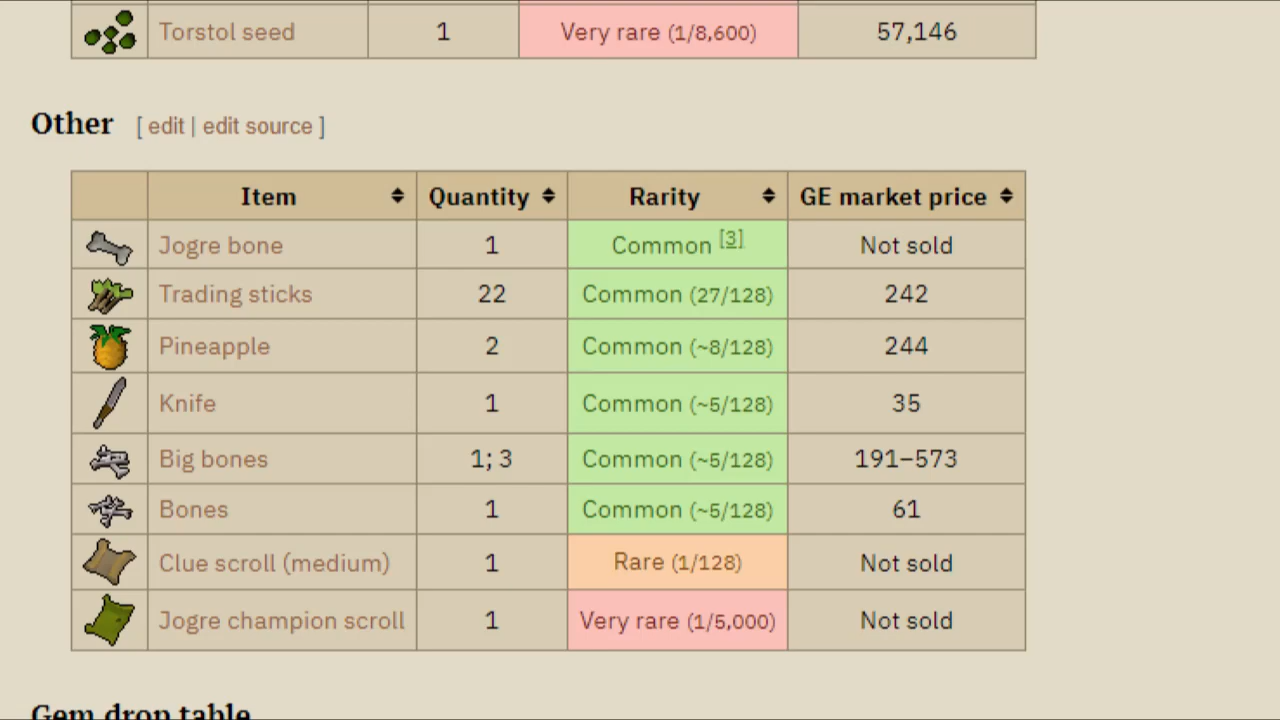 Torstol seed 1 Very rare (1/8,600) 57,146
Other [ edit | edit source ]
Item Quantity Rarity GE market price
Jogre bone 1 Common [3] Not sold
Trading sticks 22 Common (27/128) 242
Pineapple 2 Common (~8/128) 244
Knife 1 Common (~5/128) 35
Big bones 1; 3 Common (~5/128) 191–573
Bones 1 Common (~5/128) 61
Clue scroll (medium) 1 Rare (1/128) Not sold
Jogre champion scroll 1 Very rare (1/5,000) Not sold
Gem drop table